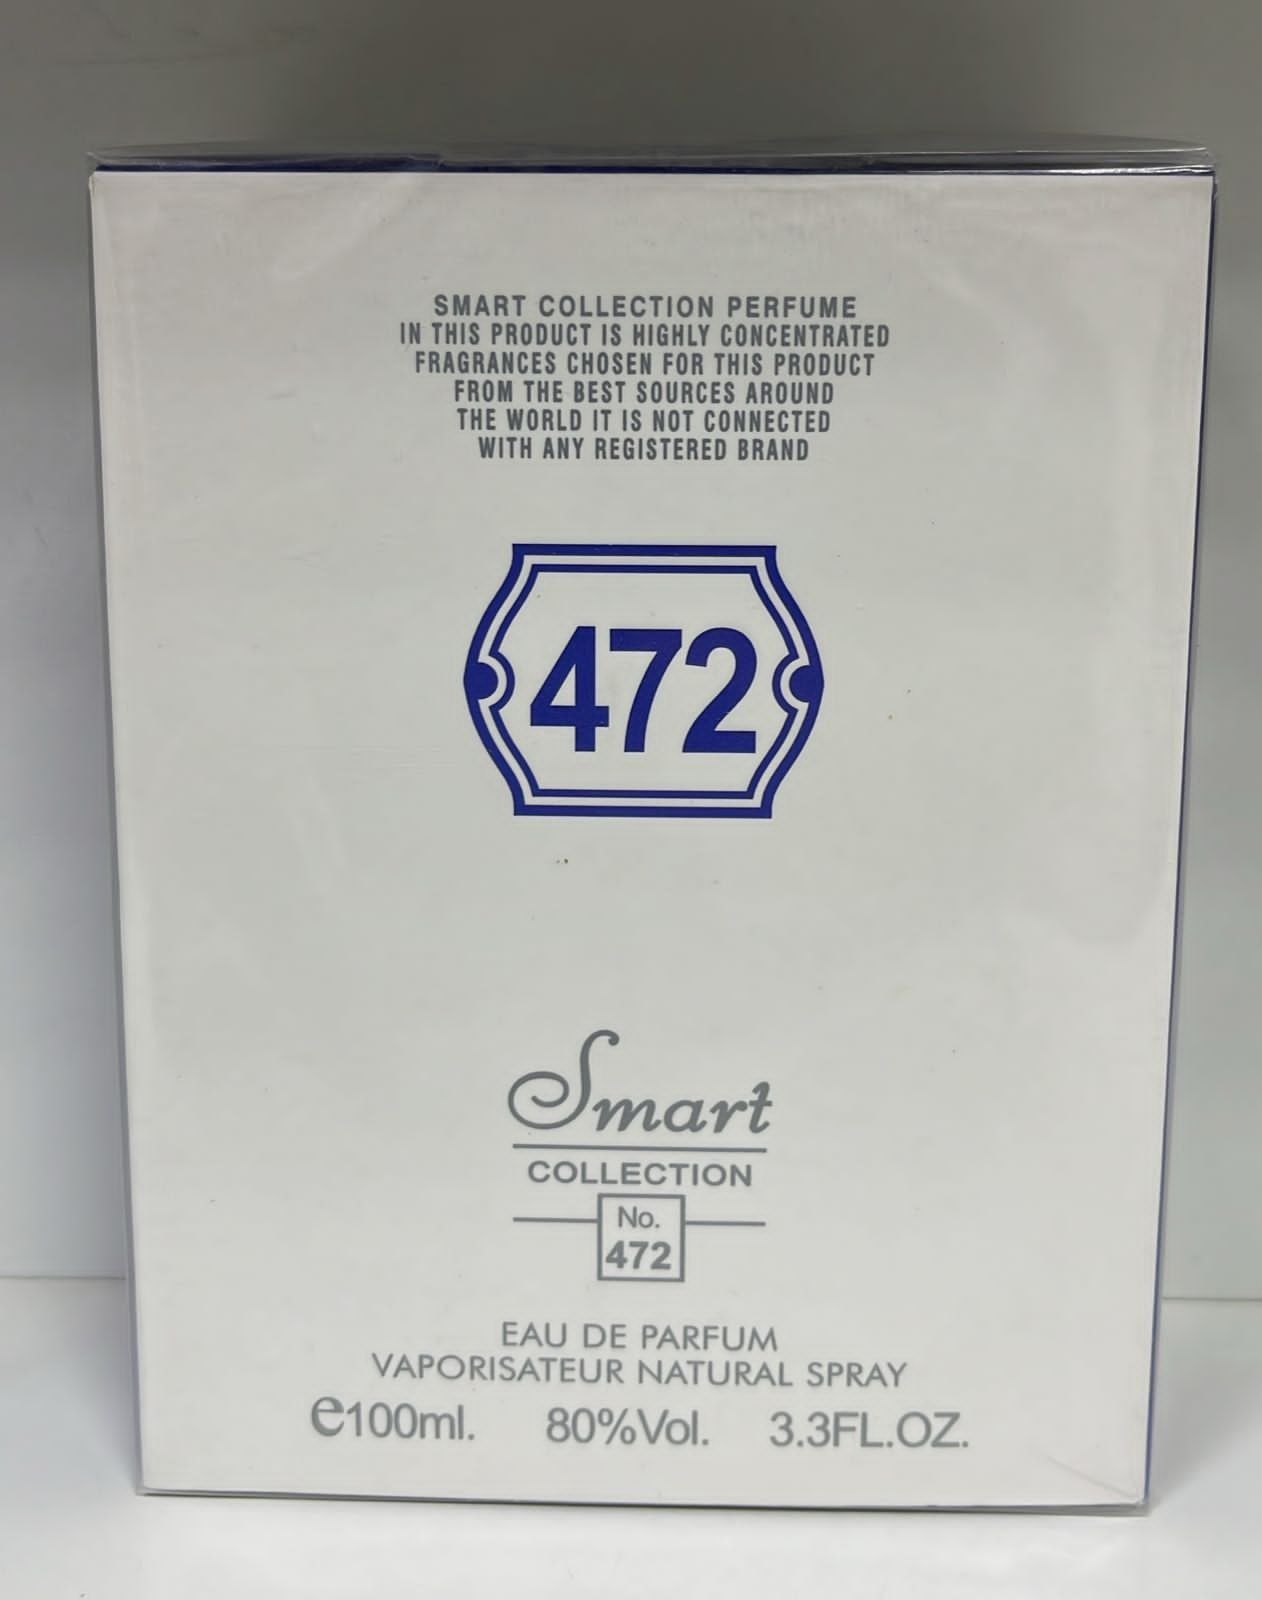 SMART COLLECTION PERFUME
IN THIS PRODUCT IS HIGHLY CONCENTRATED
FRAGRANCES CHOSEN FOR THIS PRODUCT
FROM THE BEST SOURCES AROUND
THE WORLD IT IS NOT CONNECTED
WITH ANY REGISTERED BRAND
472
Smart
COLLECTION
No.
472
EAU DE PARFUM
VAPORISATEUR NATURAL SPRAY
e100ml. 80%Vol. 3.3FL.OZ.